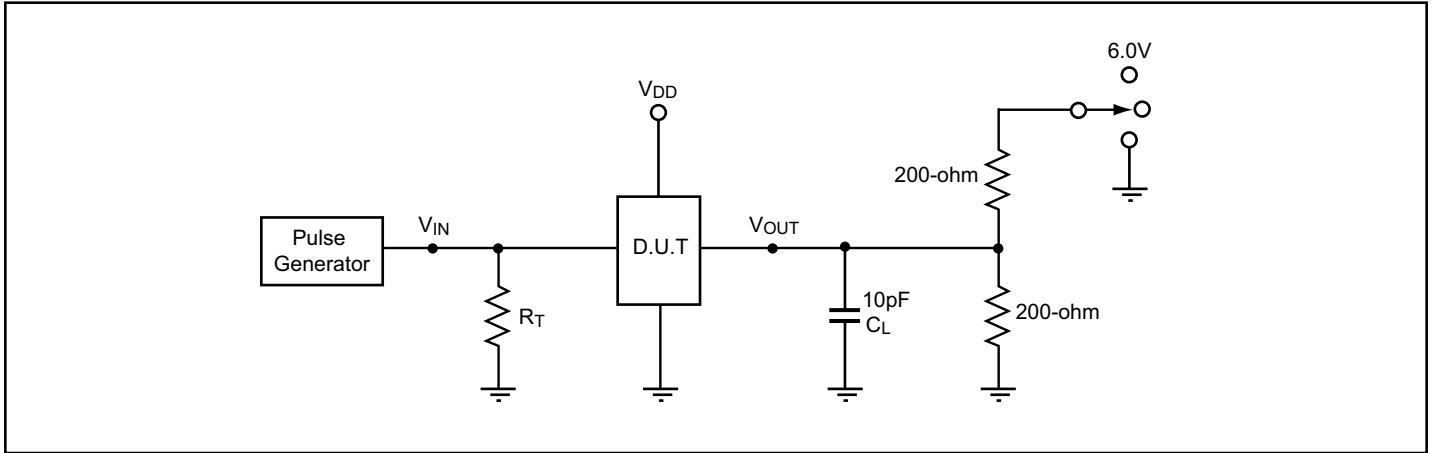 6.0V
VDD
200-ohm
VIN
VOUT
Pulse
Generator
D.U.T
10pF
CL
RT
200-ohm